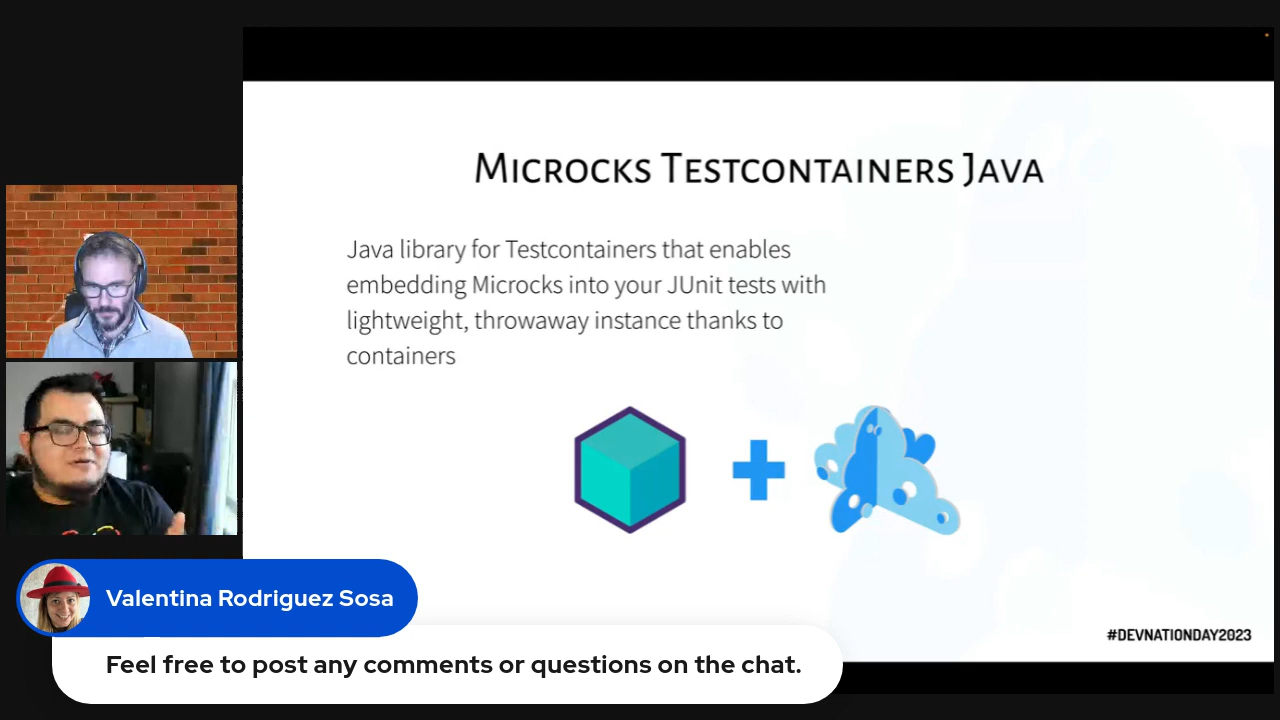 Microcks Testcontainers Java
Java library for Testcontainers that enables
embedding Microcks into your JUnit tests with
lightweight, throwaway instance thanks to
containers
#DEVNATIONDAY2023
Valentina Rodriguez Sosa
Feel free to post any comments or questions on the chat.